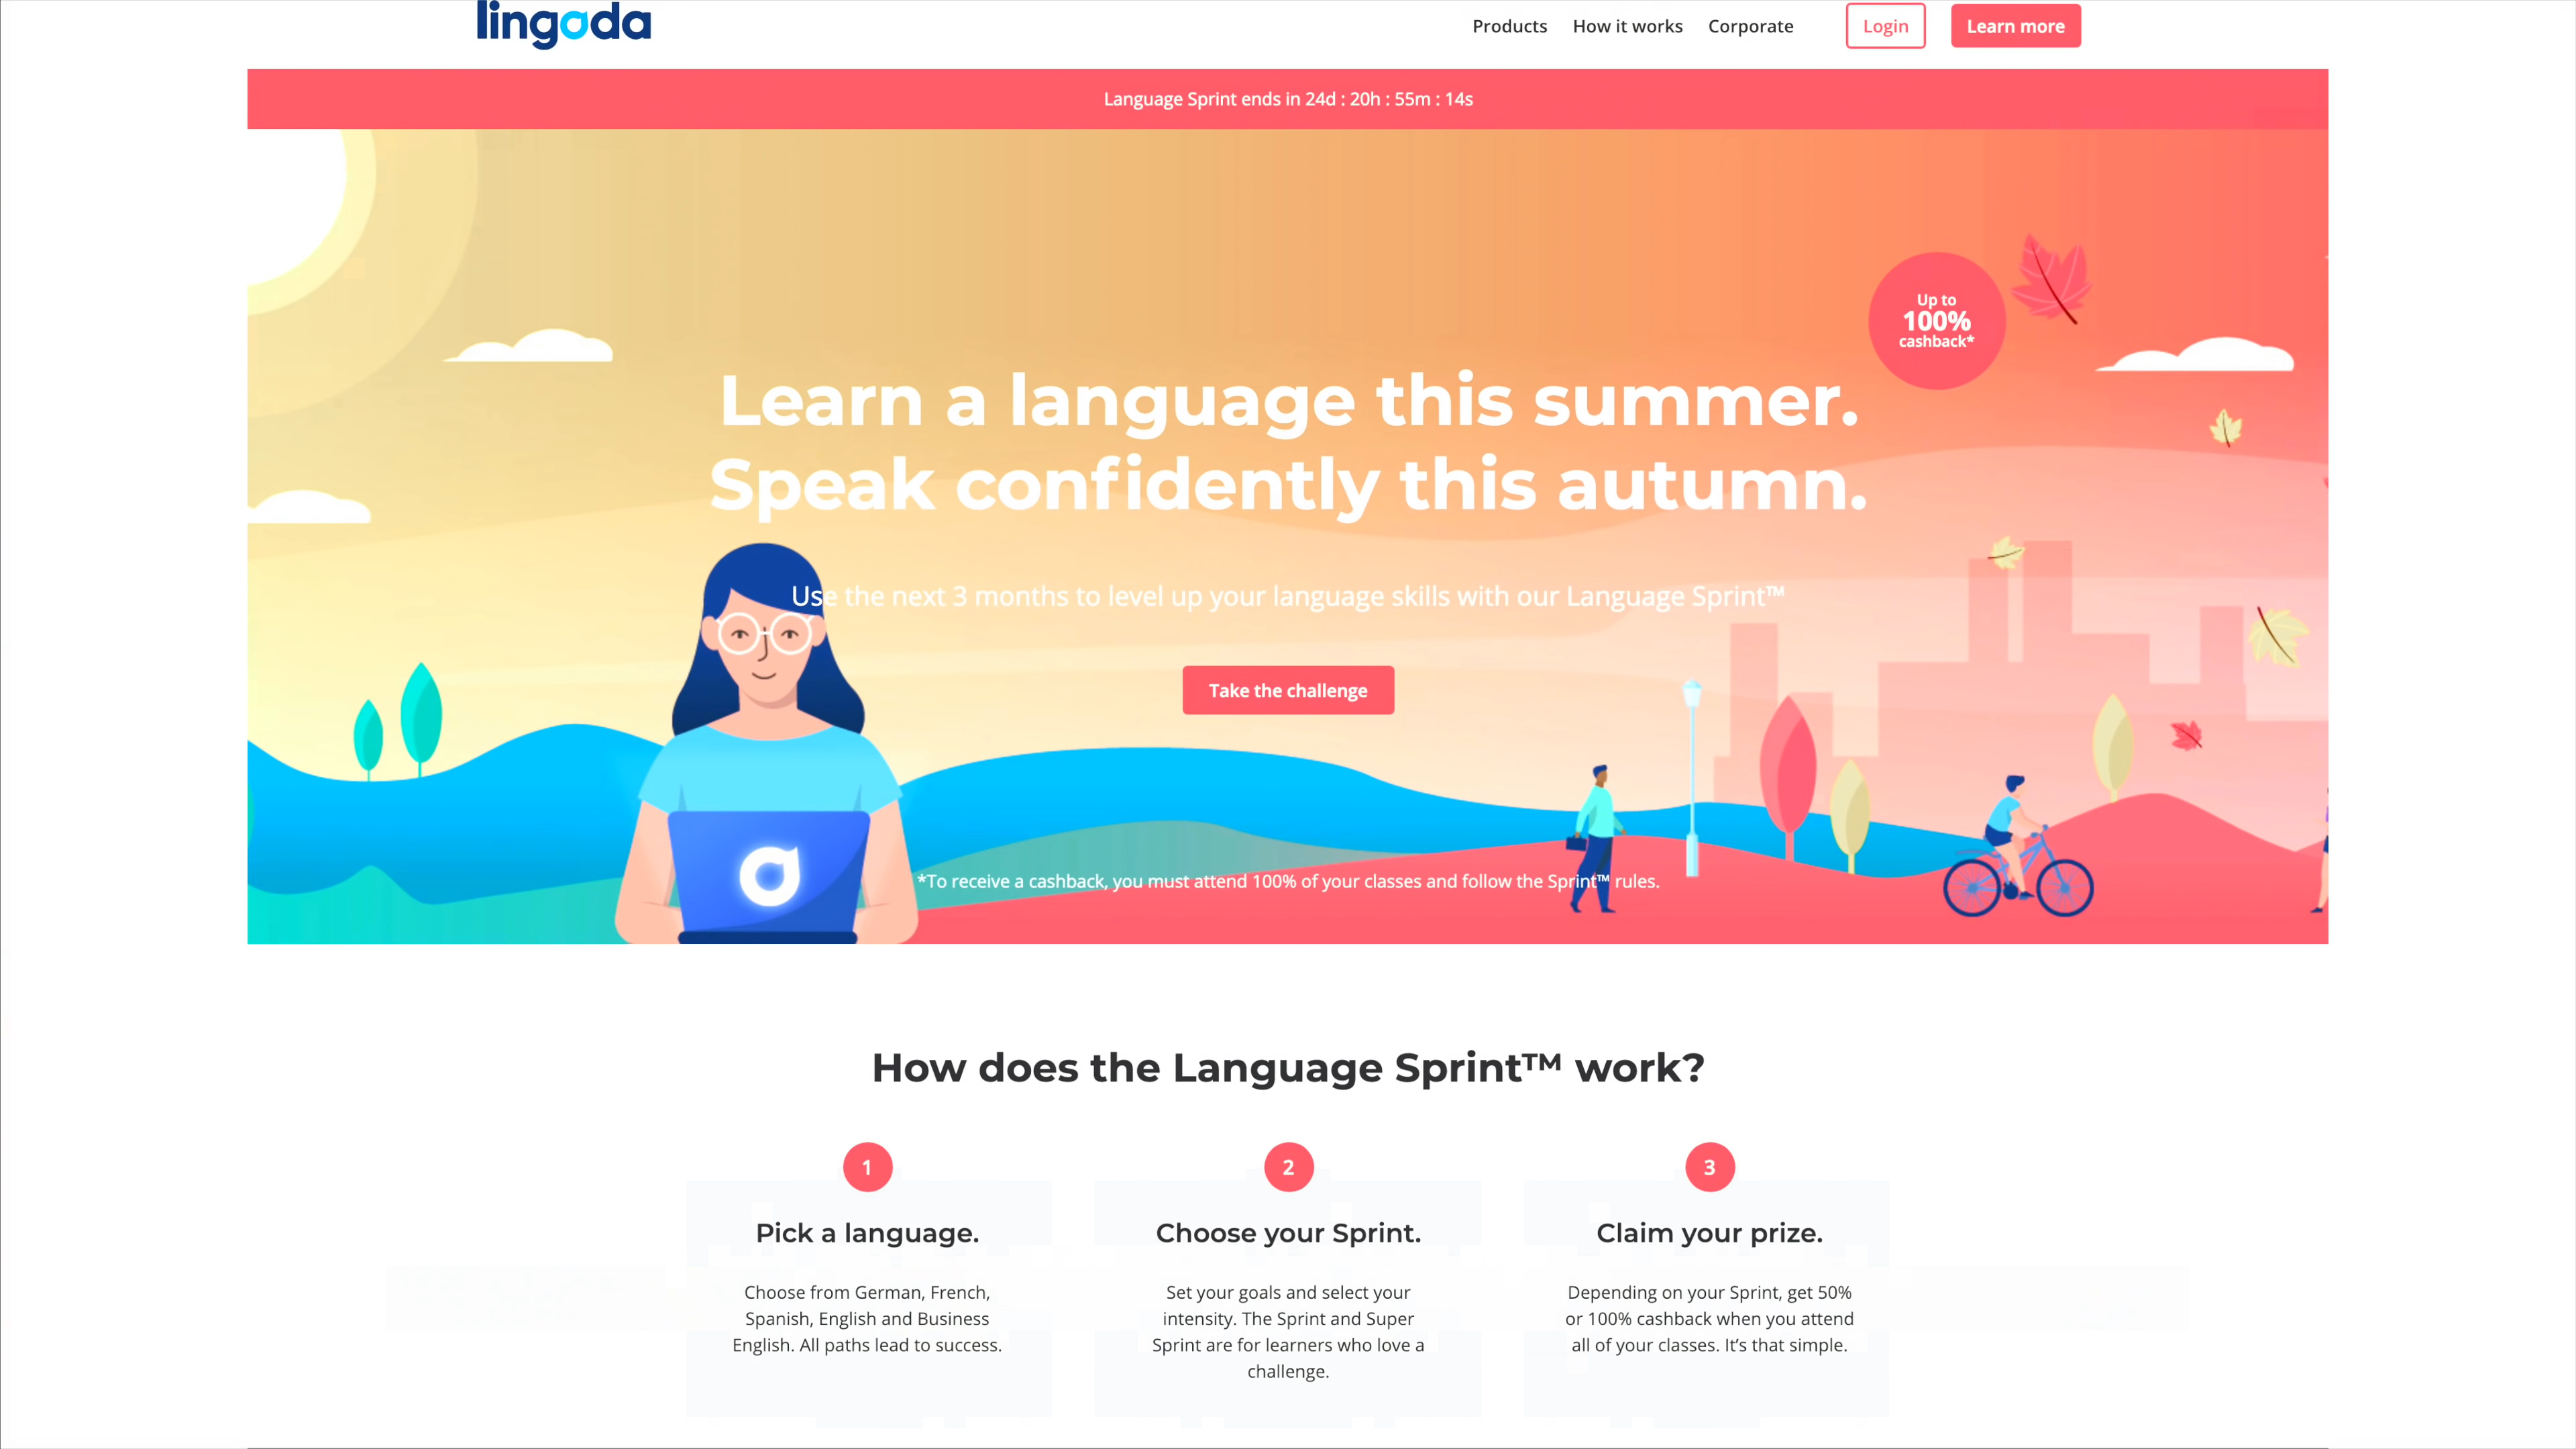 lingoda
Products How it works Corporate Login Learn more
Language Sprint ends in 24d : 20h : 55m : 14s
Up to
100%
cashback*
Learn a language this summer.
Speak confidently this autumn.
Use the next 3 months to level up your language skills with our Language Sprint™
Take the challenge
*To receive a cashback, you must attend 100% of your classes and follow the Sprint™ rules.
How does the Language Sprint™ work?
1
Pick a language.
Choose from German, French,
Spanish, English and Business
English. All paths lead to success.
2
Choose your Sprint.
Set your goals and select your
intensity. The Sprint and Super
Sprint are for learners who love a
challenge.
3
Claim your prize.
Depending on your Sprint, get 50%
or 100% cashback when you attend
all of your classes. It’s that simple.